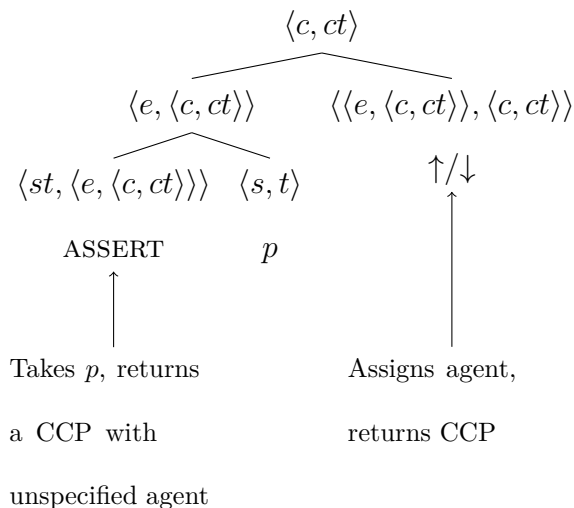 ⟨c, ct⟩
⟨e, ⟨c, ct⟩⟩ ⟨⟨e, ⟨c, ct⟩⟩, ⟨c, ct⟩⟩
⟨st, ⟨e, ⟨c, ct⟩⟩⟩ ⟨s, t⟩ ↑/↓
ASSERT p
Takes p, returns
a CCP with
unspecified agent
Assigns agent,
returns CCP